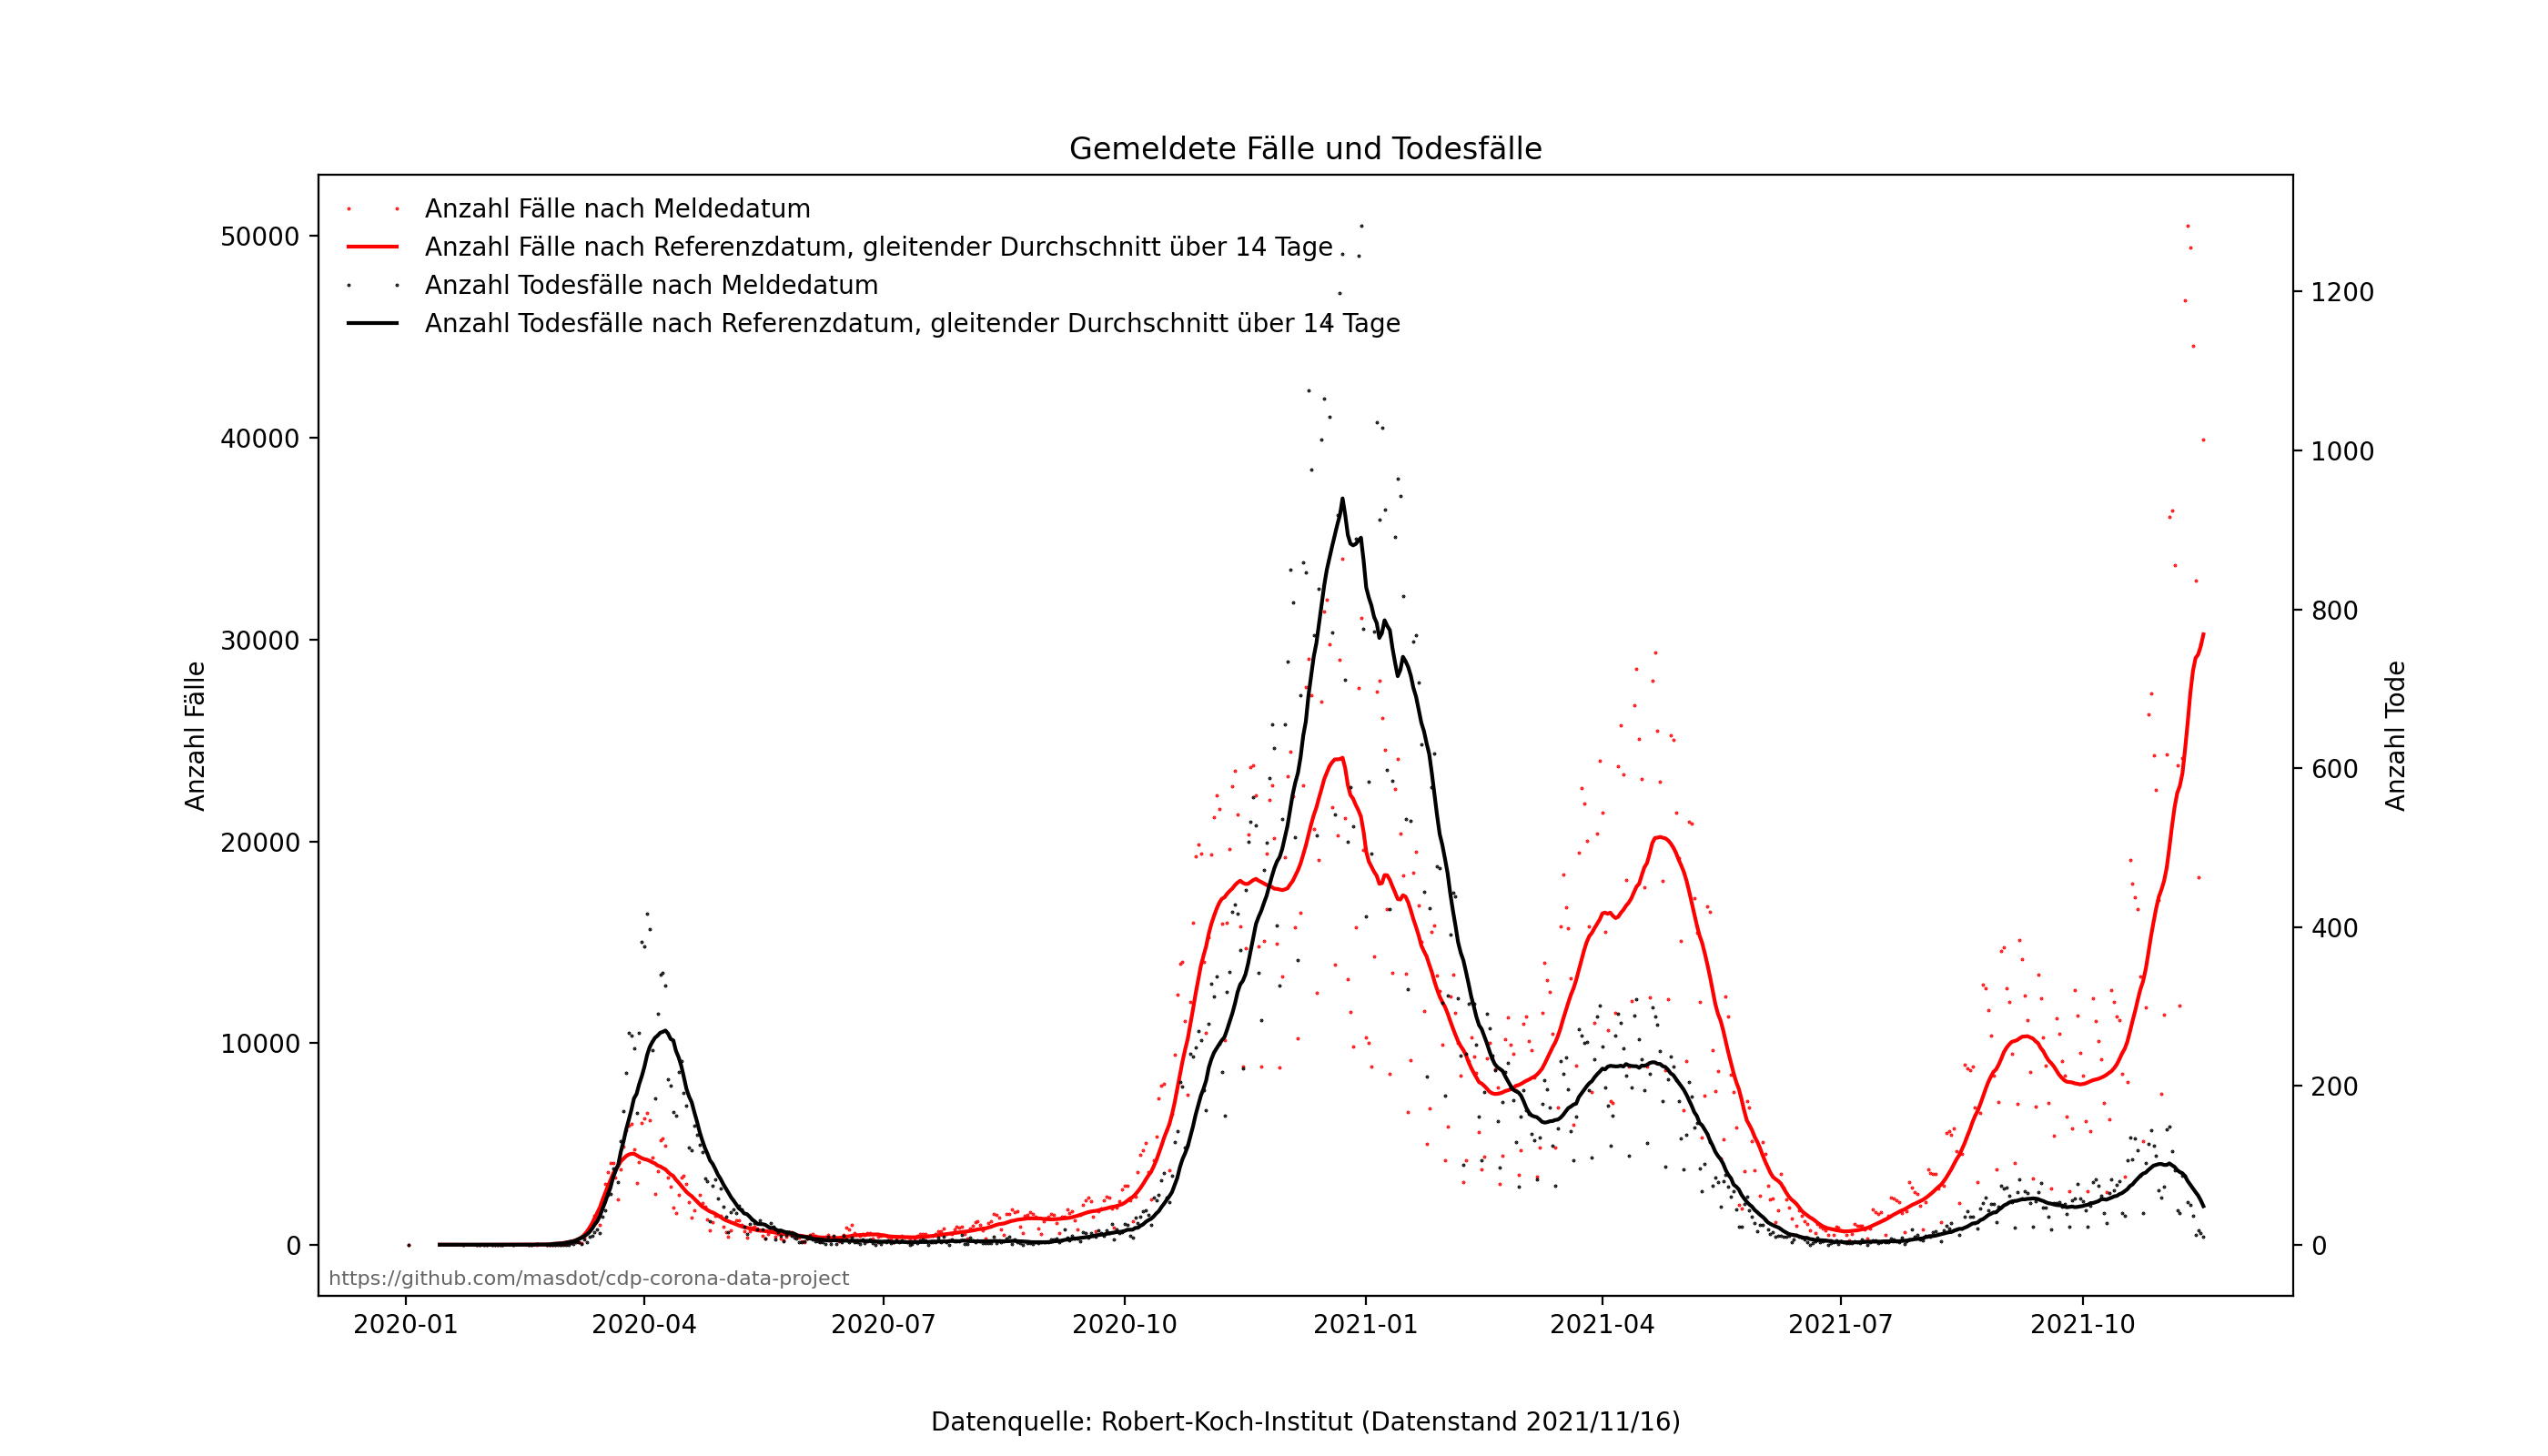 Gemeldete Fälle und Todesfälle
Anzahl Fälle nach Meldedatum
Anzahl Fälle nach Referenzdatum, gleitender Durchschnitt über 14 Tage
Anzahl Todesfälle nach Meldedatum
Anzahl Todesfälle nach Referenzdatum, gleitender Durchschnitt über 14 Tage
50000
40000
30000
20000
10000
0
Anzahl Fälle
1200
1000
800
600
400
200
0
Anzahl Tode
https://github.com/masdot/cdp-corona-data-project
2020-01 2020-04 2020-07 2020-10 2021-01 2021-04 2021-07 2021-10
Datenquelle: Robert-Koch-Institut (Datenstand 2021/11/16)